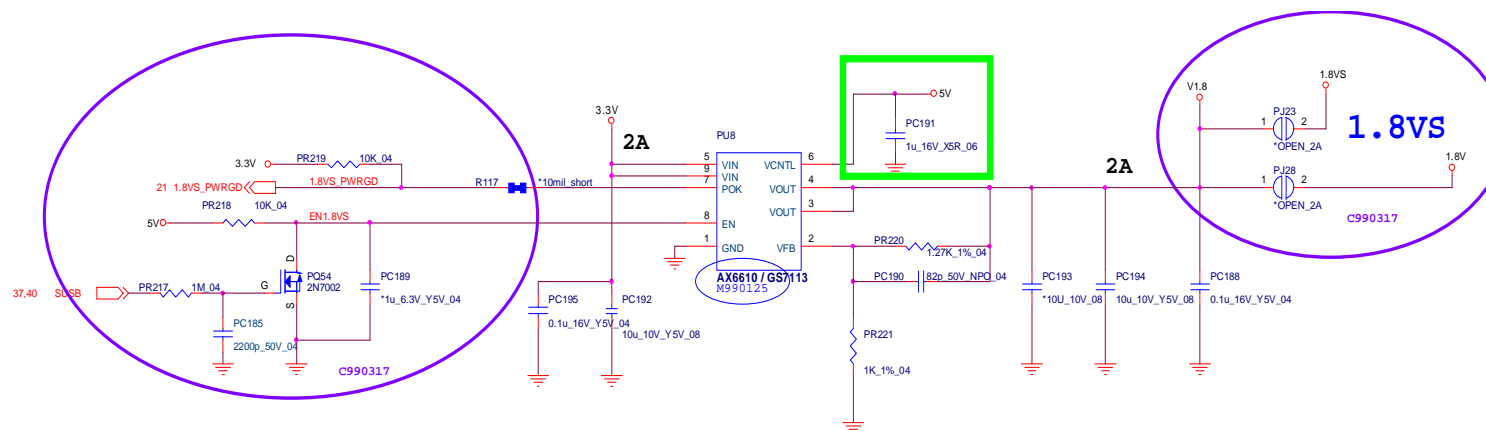 3.3V
PR219
10K_04
21 1.8VS_PWRGD
1.8VS_PWRGD
R117
*10mil_short
PR218
10K_04
5V
EN1.8VS
D
PQ54
2N7002
G
S
PC189
*1u_6.3V_Y5V_04
37,40 SUSB
PR217
1M_04
PC185
2200p_50V_04
C990317
3.3V
2A
PC195
0.1u_16V_Y5V_04
PC192
10u_10V_Y5V_08
PU8
5 VIN
9 VIN
7 POK
8 EN
1 GND
VCNTL 6
VOUT 4
VOUT 3
VFB 2
AX6610 / GS7113
M990125
5V
PC191
1u_16V_X5R_06
PR220
1.27K_1%_04
PC190
82p_50V_NPO_04
PR221
1K_1%_04
2A
PC193
*10U_10V_08
PC194
10u_10V_Y5V_08
PC188
0.1u_16V_Y5V_04
V1.8
1.8VS
PJ23
1 2
*OPEN_2A
1.8VS
1.8V
PJ28
1 2
*OPEN_2A
C990317